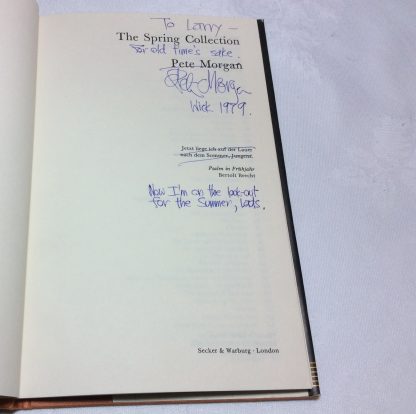 To Larry –
The Spring Collection
For old time's sake.
Pete Morgan
Pete Morgan
Wick 1979.
Jetzt liege ich auf der Lauer
nach dem Sommer, Jungens.
Psalm in Frühjahr
Bertolt Brecht
Now I'm on the look-out
for the Summer, Lads.
Secker & Warburg · London